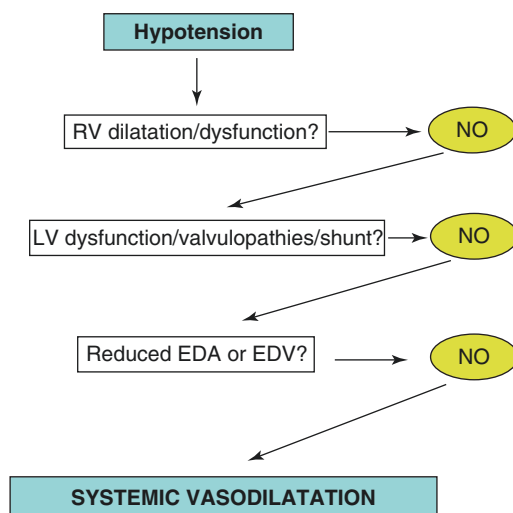 Hypotension
RV dilatation/dysfunction?
NO
LV dysfunction/valvulopathies/shunt?
NO
Reduced EDA or EDV?
NO
SYSTEMIC VASODILATATION